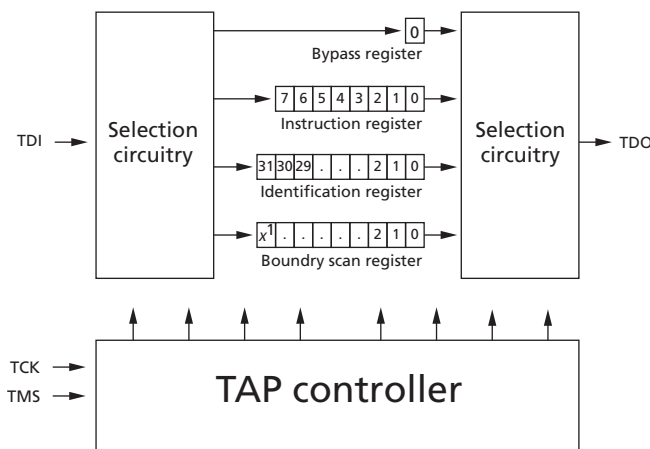 0
Bypass register
7 6 5 4 3 2 1 0
Instruction register
TDI
Selection circuitry
31 30 29 . . . 2 1 0
Identification register
Selection circuitry
TDO
x1 . . . . . 2 1 0
Boundry scan register
TCK
TMS
TAP controller